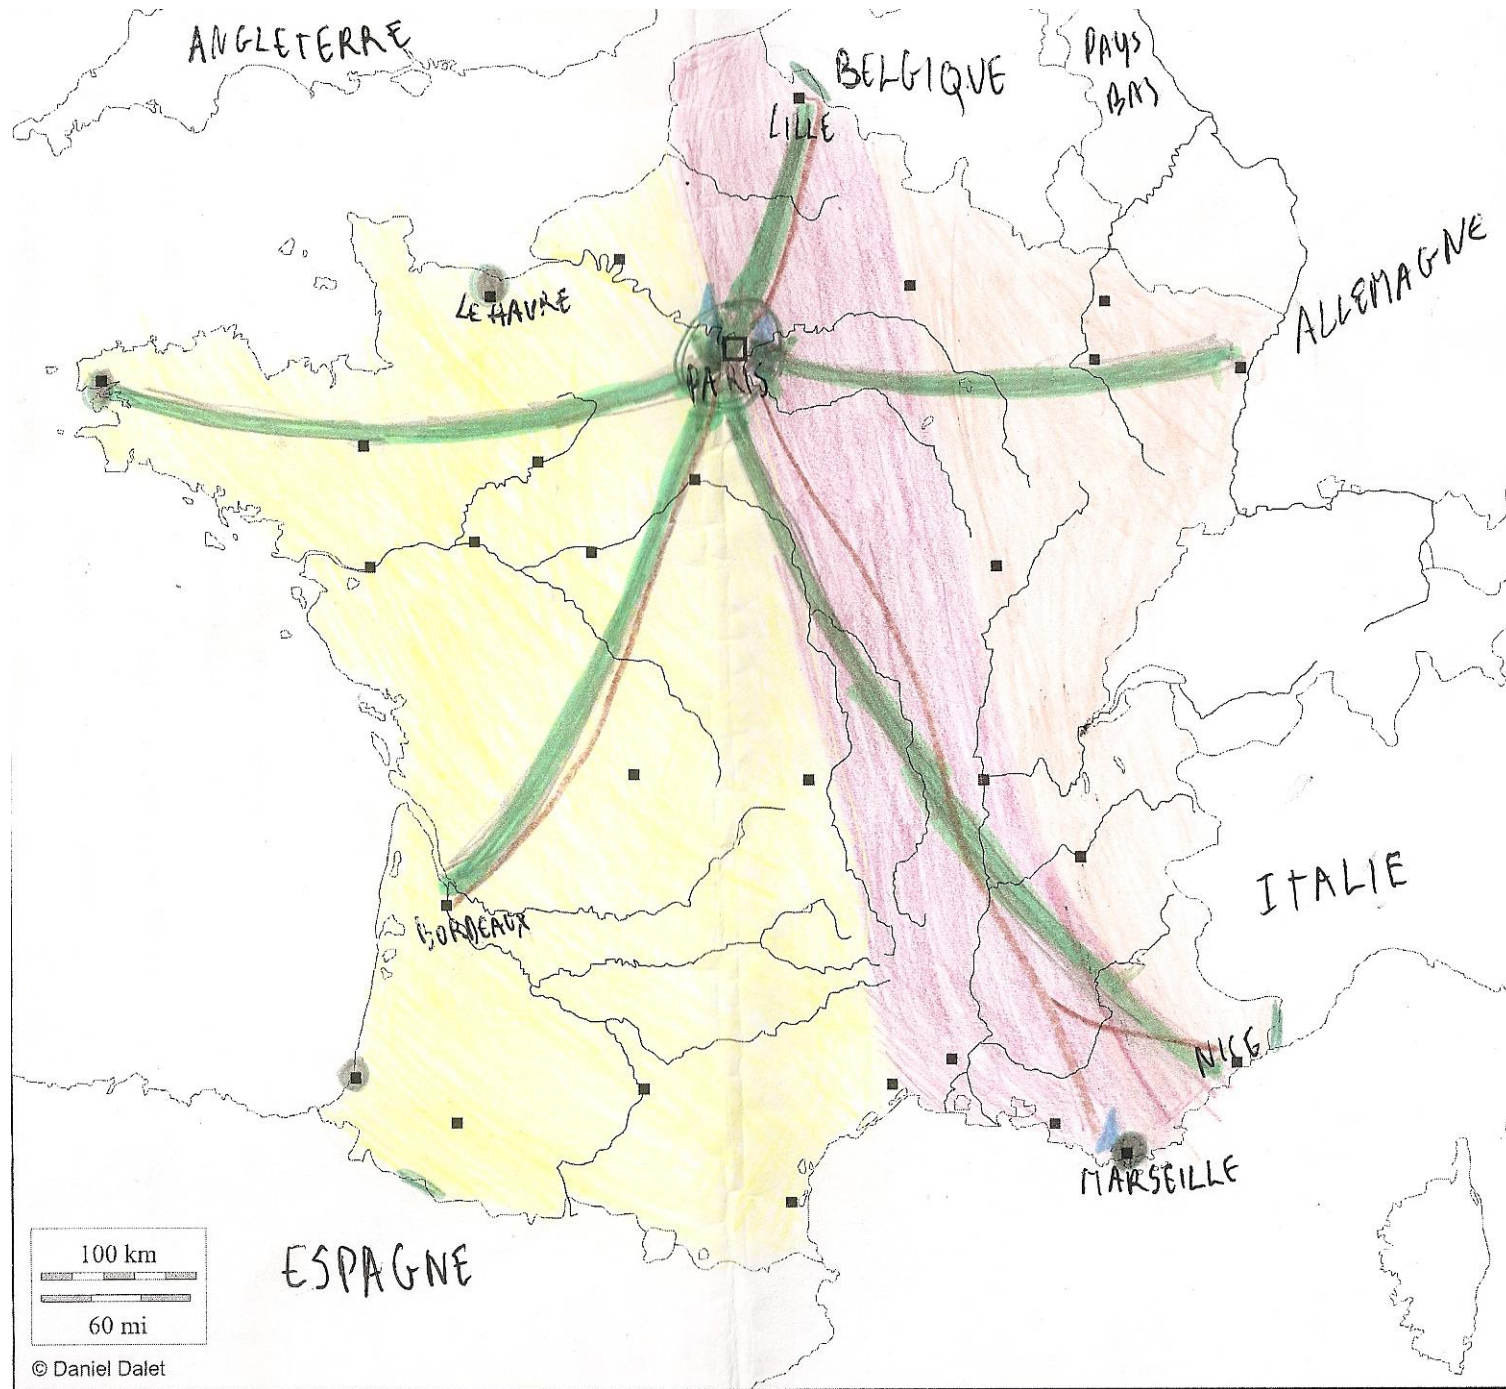 ANGLETERRE
BELGIQUE
PAYS
BAS
LILLE
ALLEMAGNE
LE HAVRE
PARIS
ITALIE
BORDEAUX
NICE
MARSEILLE
ESPAGNE
100 km
60 mi
© Daniel Dalet